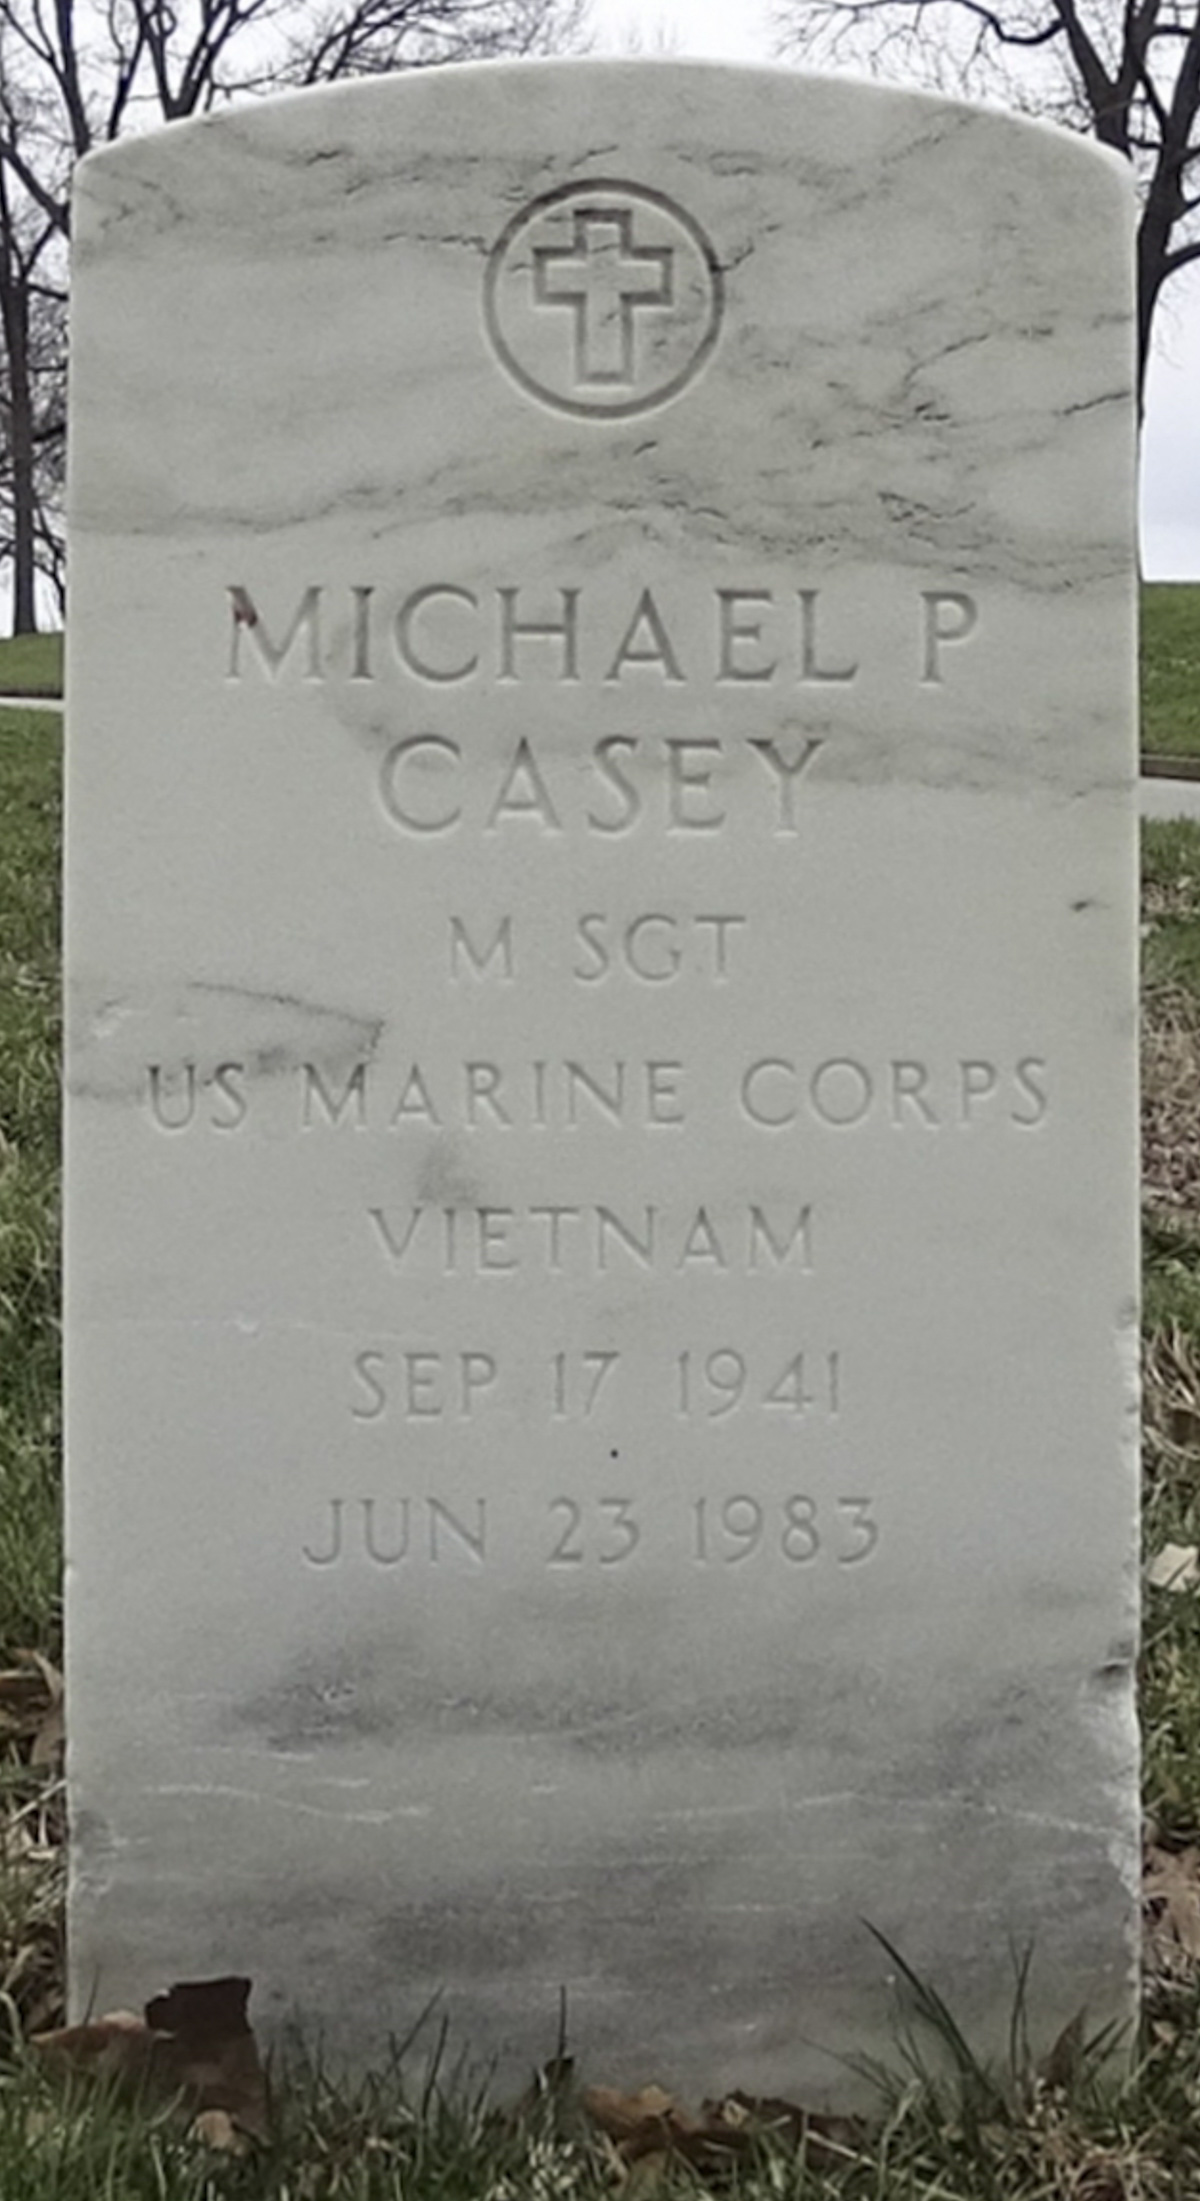 MICHAEL P
CASEY
M SGT
US MARINE CORPS
VIETNAM
SEP 17 1941
JUN 23 1983